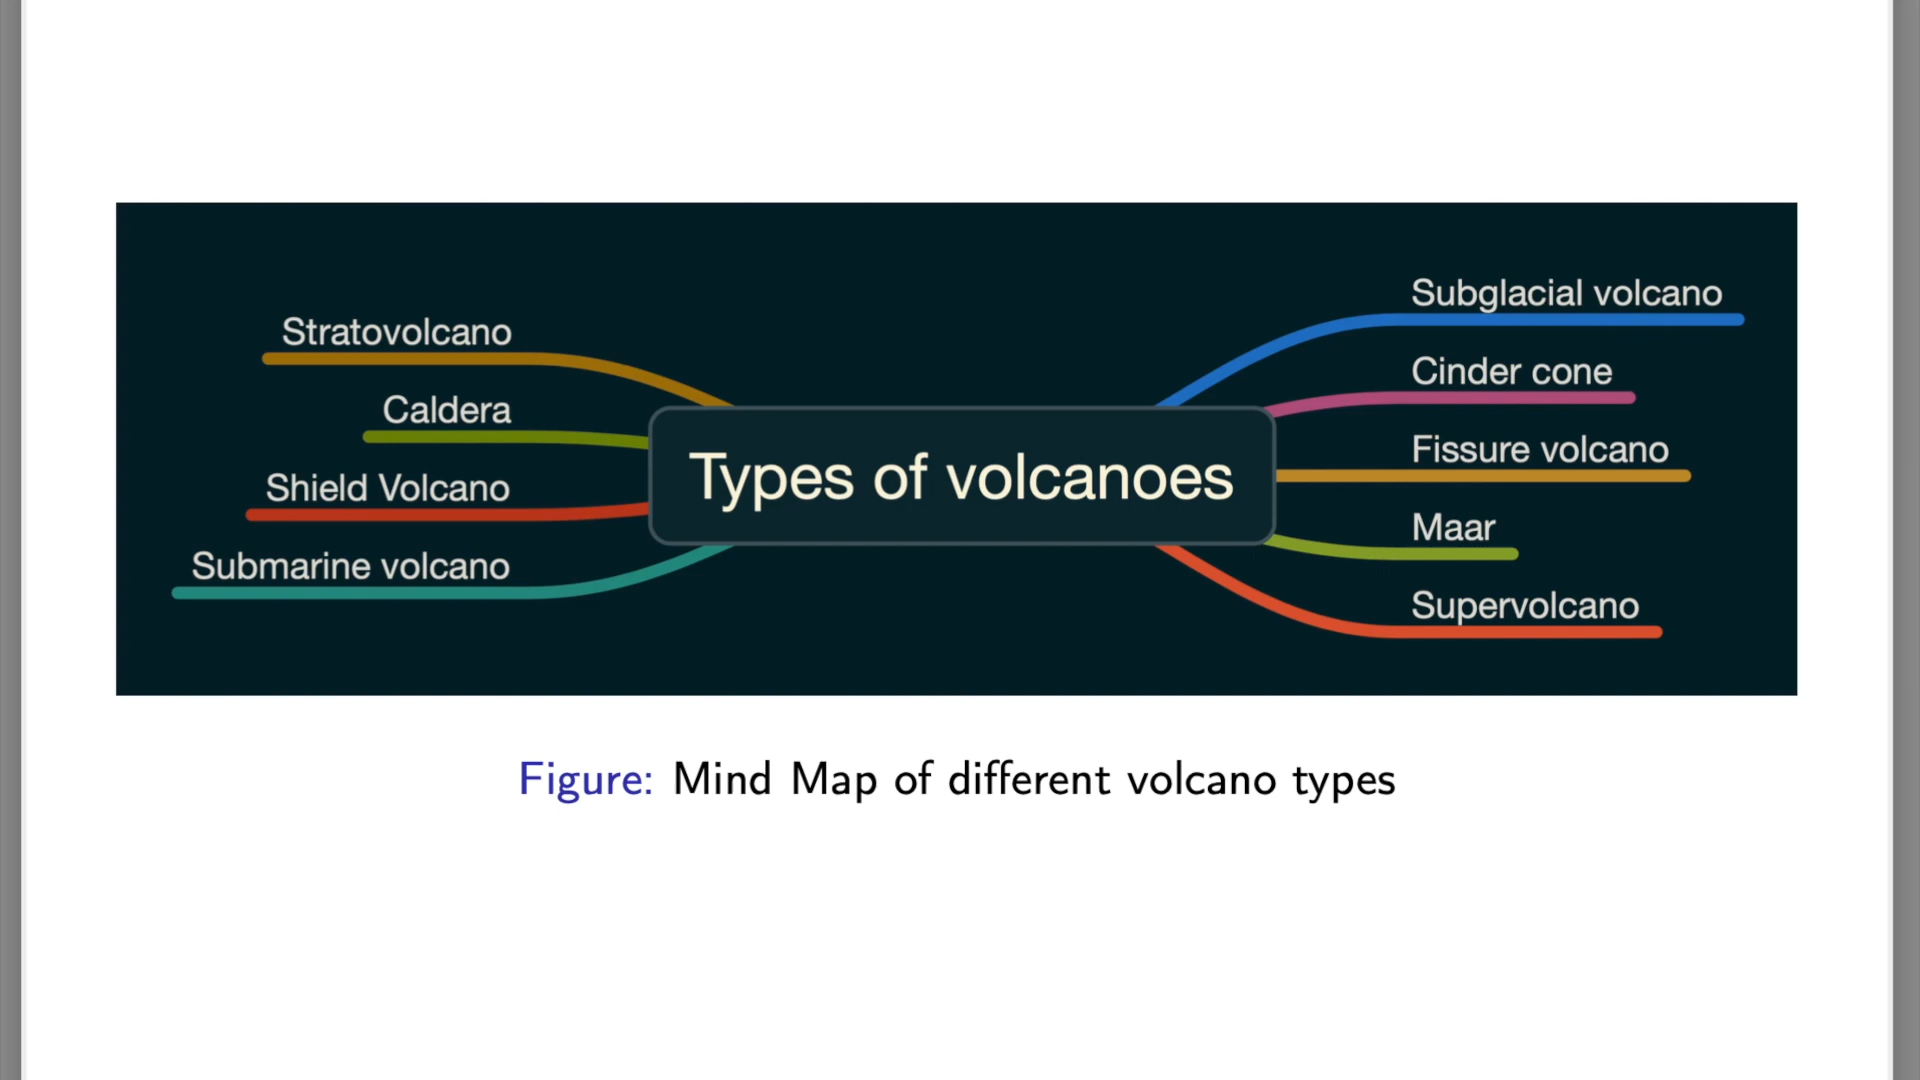 Stratovolcano
Caldera
Shield Volcano
Submarine volcano
Types of volcanoes
Subglacial volcano
Cinder cone
Fissure volcano
Maar
Supervolcano
Figure: Mind Map of different volcano types